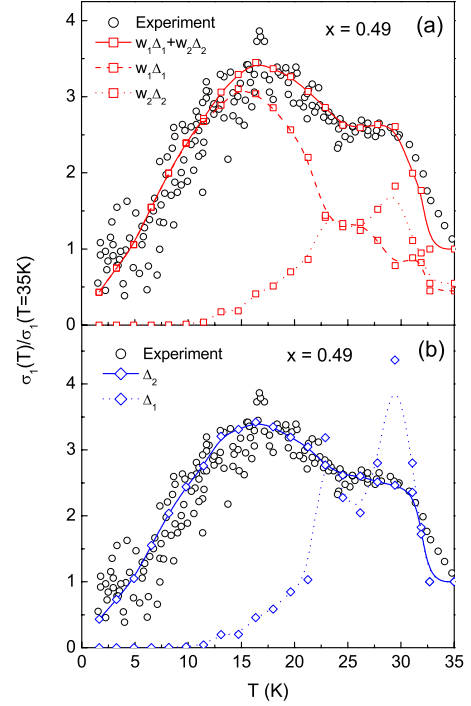 Experiment
w₁Δ₁+w₂Δ₂
w₁Δ₁
w₂Δ₂
x = 0.49
(a)
4
3
2
1
0
σ₁(T)/σ₁(T=35K)
Experiment
Δ₂
Δ₁
x = 0.49
(b)
4
3
2
1
0
0 5 10 15 20 25 30 35
T (K)